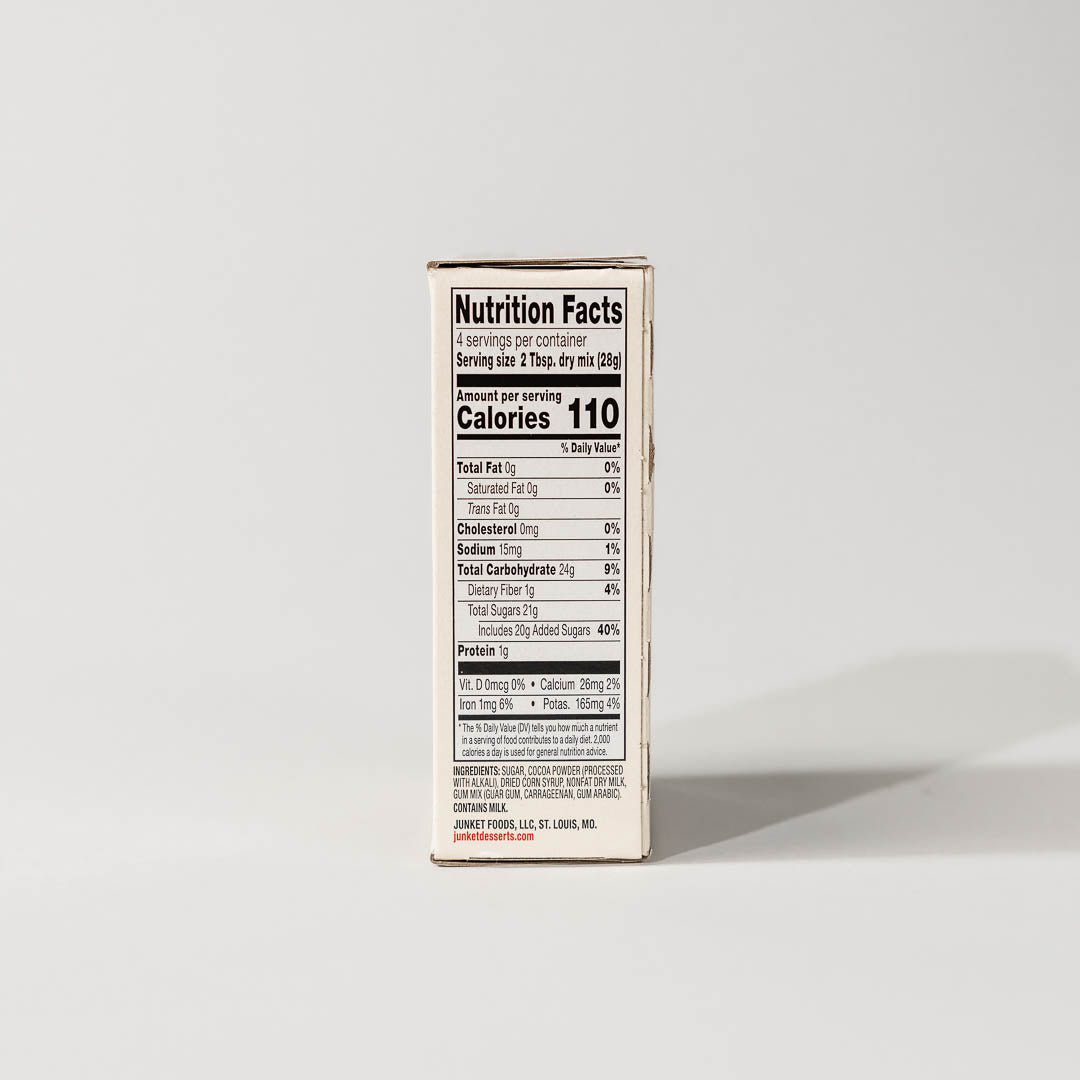 Nutrition Facts
4 servings per container
Serving size 2 Tbsp. dry mix (28g)
Amount per serving
Calories 110
% Daily Value*
Total Fat 0g 0%
Saturated Fat 0g 0%
Trans Fat 0g
Cholesterol 0mg 0%
Sodium 15mg 1%
Total Carbohydrate 24g 9%
Dietary Fiber 1g 4%
Total Sugars 21g
Includes 20g Added Sugars 40%
Protein 1g
Vit. D 0mcg 0% • Calcium 26mg 2%
Iron 1mg 6% • Potas. 165mg 4%
* The % Daily Value (DV) tells you how much a nutrient
in a serving of food contributes to a daily diet. 2,000
calories a day is used for general nutrition advice.
INGREDIENTS: SUGAR, COCOA POWDER (PROCESSED
WITH ALKALI), DRIED CORN SYRUP, NONFAT DRY MILK,
GUM MIX (GUAR GUM, CARRAGEENAN, GUM ARABIC).
CONTAINS MILK.
JUNKET FOODS, LLC, ST. LOUIS, MO.
junketdesserts.com